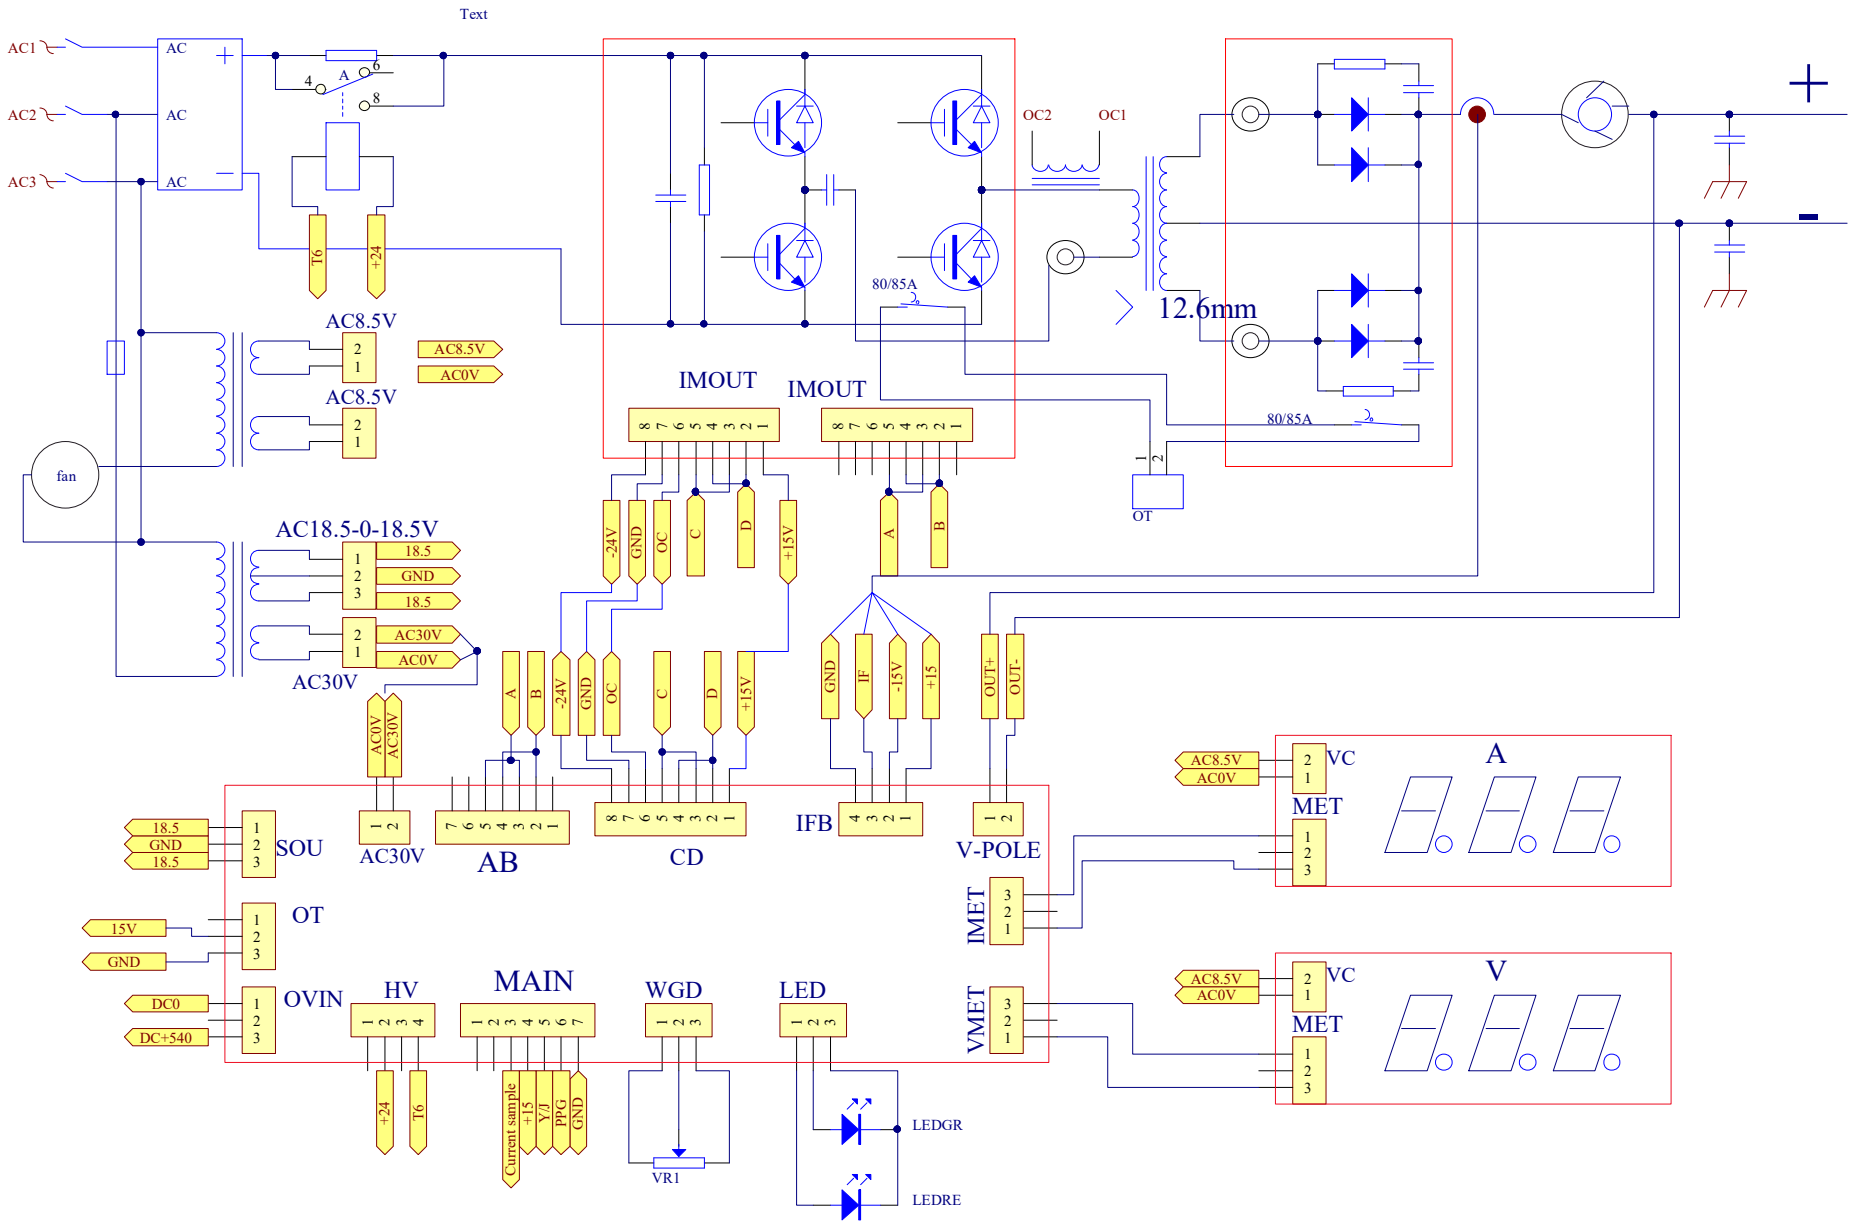 Text
AC1
AC
+
AC2
AC
AC3
AC
−
4
A
6
8
T6
+24
OC2
OC1
+
-
80/85A
12.6mm
AC8.5V
2
1
AC8.5V
AC0V
AC8.5V
2
1
fan
IMOUT
8 7 6 5 4 3 2 1
IMOUT
8 7 6 5 4 3 2 1
80/85A
1 2
OT
-24V
GND
OC
C
D
+15V
A
B
AC18.5-0-18.5V
1
2
3
18.5
GND
18.5
2
1
AC30V
AC0V
AC30V
AC0V
AC30V
A
B
-24V
GND
OC
C
D
+15V
GND
IF
-15V
+15
OUT+
OUT-
1 2
AC30V
7 6 5 4 3 2 1
AB
8 7 6 5 4 3 2 1
CD
IFB
4 3 2 1
1 2
V-POLE
18.5
GND
18.5
1
2
3
SOU
15V
GND
1
2
3
OT
DC0
DC+540
1
2
3
OVIN
HV
1 2 3 4
+24
T6
MAIN
1 2 3 4 5 6 7
Current sample
+15
Y/J
PPG
GND
WGD
1 2 3
VR1
LED
1 2 3
LEDGR
LEDRE
IMET
3
2
1
VMET
3
2
1
AC8.5V
AC0V
2
1
VC
A
MET
1
2
3
AC8.5V
AC0V
2
1
VC
V
MET
1
2
3